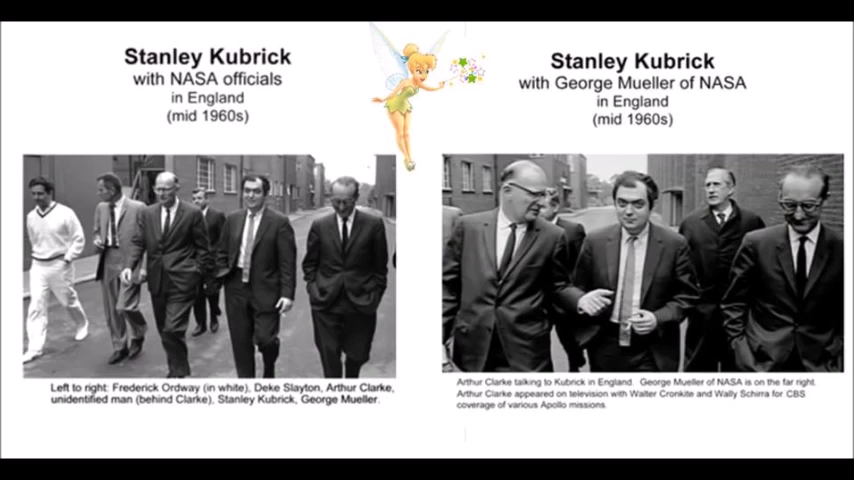 Stanley Kubrick
with NASA officials
in England
(mid 1960s)
Left to right: Frederick Ordway (in white), Deke Slayton, Arthur Clarke,
unidentified man (behind Clarke), Stanley Kubrick, George Mueller.
Stanley Kubrick
with George Mueller of NASA
in England
(mid 1960s)
Arthur Clarke talking to Kubrick in England. George Mueller of NASA is on the far right.
Arthur Clarke appeared on television with Walter Cronkite and Wally Schirra for CBS
coverage of various Apollo missions.